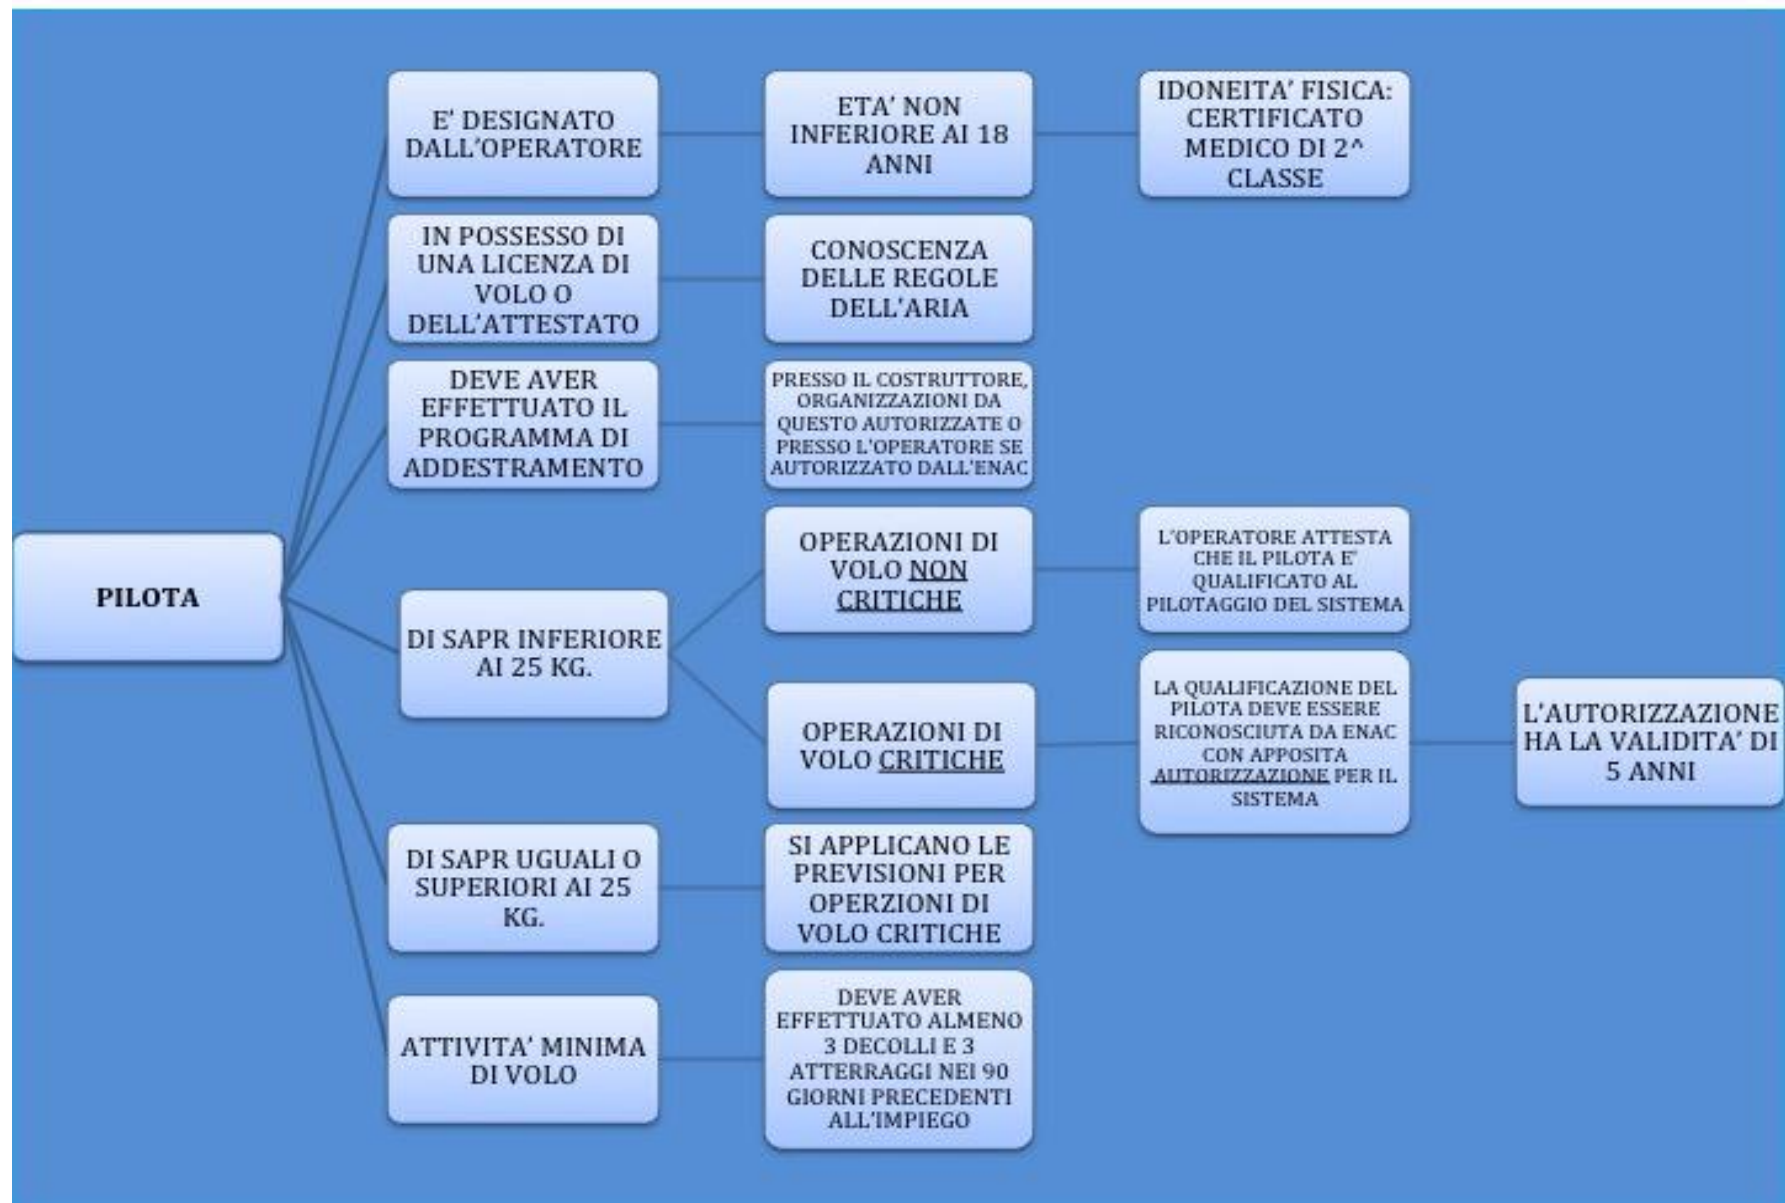 E' DESIGNATO
DALL'OPERATORE
ETA' NON
INFERIORE AI 18
ANNI
IDONEITA' FISICA:
CERTIFICATO
MEDICO DI 2^
CLASSE
IN POSSESSO DI
UNA LICENZA DI
VOLO O
DELL'ATTESTATO
CONOSCENZA
DELLE REGOLE
DELL'ARIA
DEVE AVER
EFFETTUATO IL
PROGRAMMA DI
ADDESTRAMENTO
PRESSO IL COSTRUTTORE,
ORGANIZZAZIONI DA
QUESTO AUTORIZZATE O
PRESSO L'OPERATORE SE
AUTORIZZATO DALL'ENAC
PILOTA
DI SAPR INFERIORE
AI 25 KG.
OPERAZIONI DI
VOLO NON
CRITICHE
L'OPERATORE ATTESTA
CHE IL PILOTA E'
QUALIFICATO AL
PILOTAGGIO DEL SISTEMA
OPERAZIONI DI
VOLO CRITICHE
LA QUALIFICAZIONE DEL
PILOTA DEVE ESSERE
RICONOSCIUTA DA ENAC
CON APPOSITA
AUTORIZZAZIONE PER IL
SISTEMA
L'AUTORIZZAZIONE
HA LA VALIDITA' DI
5 ANNI
DI SAPR UGUALI O
SUPERIORI AI 25
KG.
SI APPLICANO LE
PREVISIONI PER
OPERZIONI DI
VOLO CRITICHE
ATTIVITA' MINIMA
DI VOLO
DEVE AVER
EFFETTUATO ALMENO
3 DECOLLI E 3
ATTERRAGGI NEI 90
GIORNI PRECEDENTI
ALL'IMPIEGO